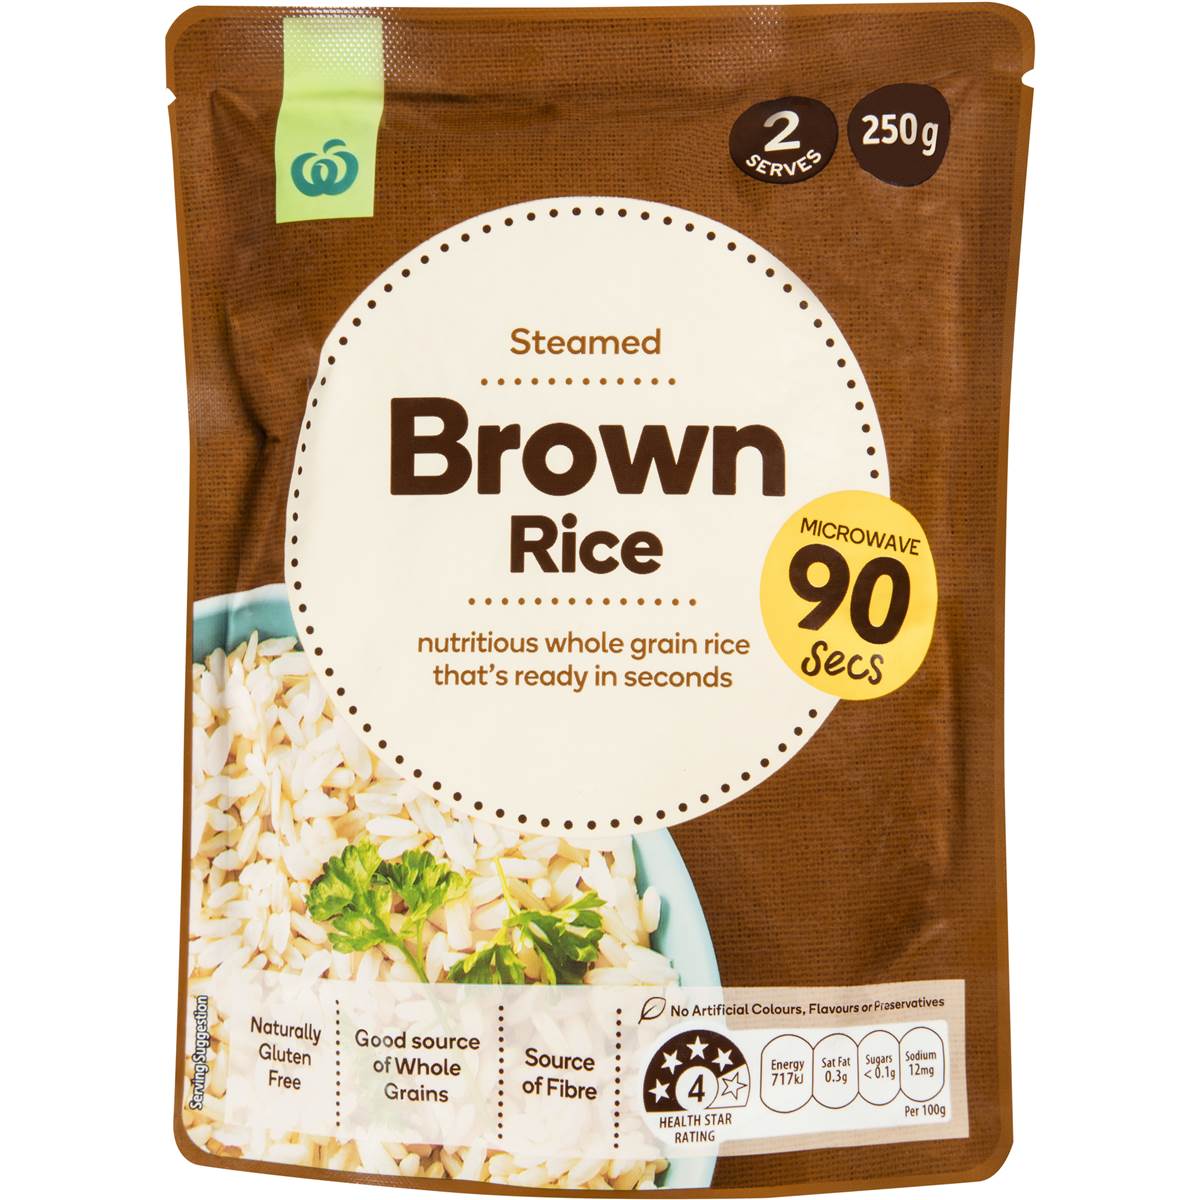 2
SERVES
250g
Steamed
Brown
Rice
nutritious whole grain rice
that's ready in seconds
MICROWAVE
90
secs
Serving Suggestion
Naturally
Gluten
Free
Good source
of Whole
Grains
Source
of Fibre
No Artificial Colours, Flavours or Preservatives
4
HEALTH STAR
RATING
Energy
717kJ
Sat Fat
0.3g
Sugars
<0.1g
Sodium
12mg
Per 100g